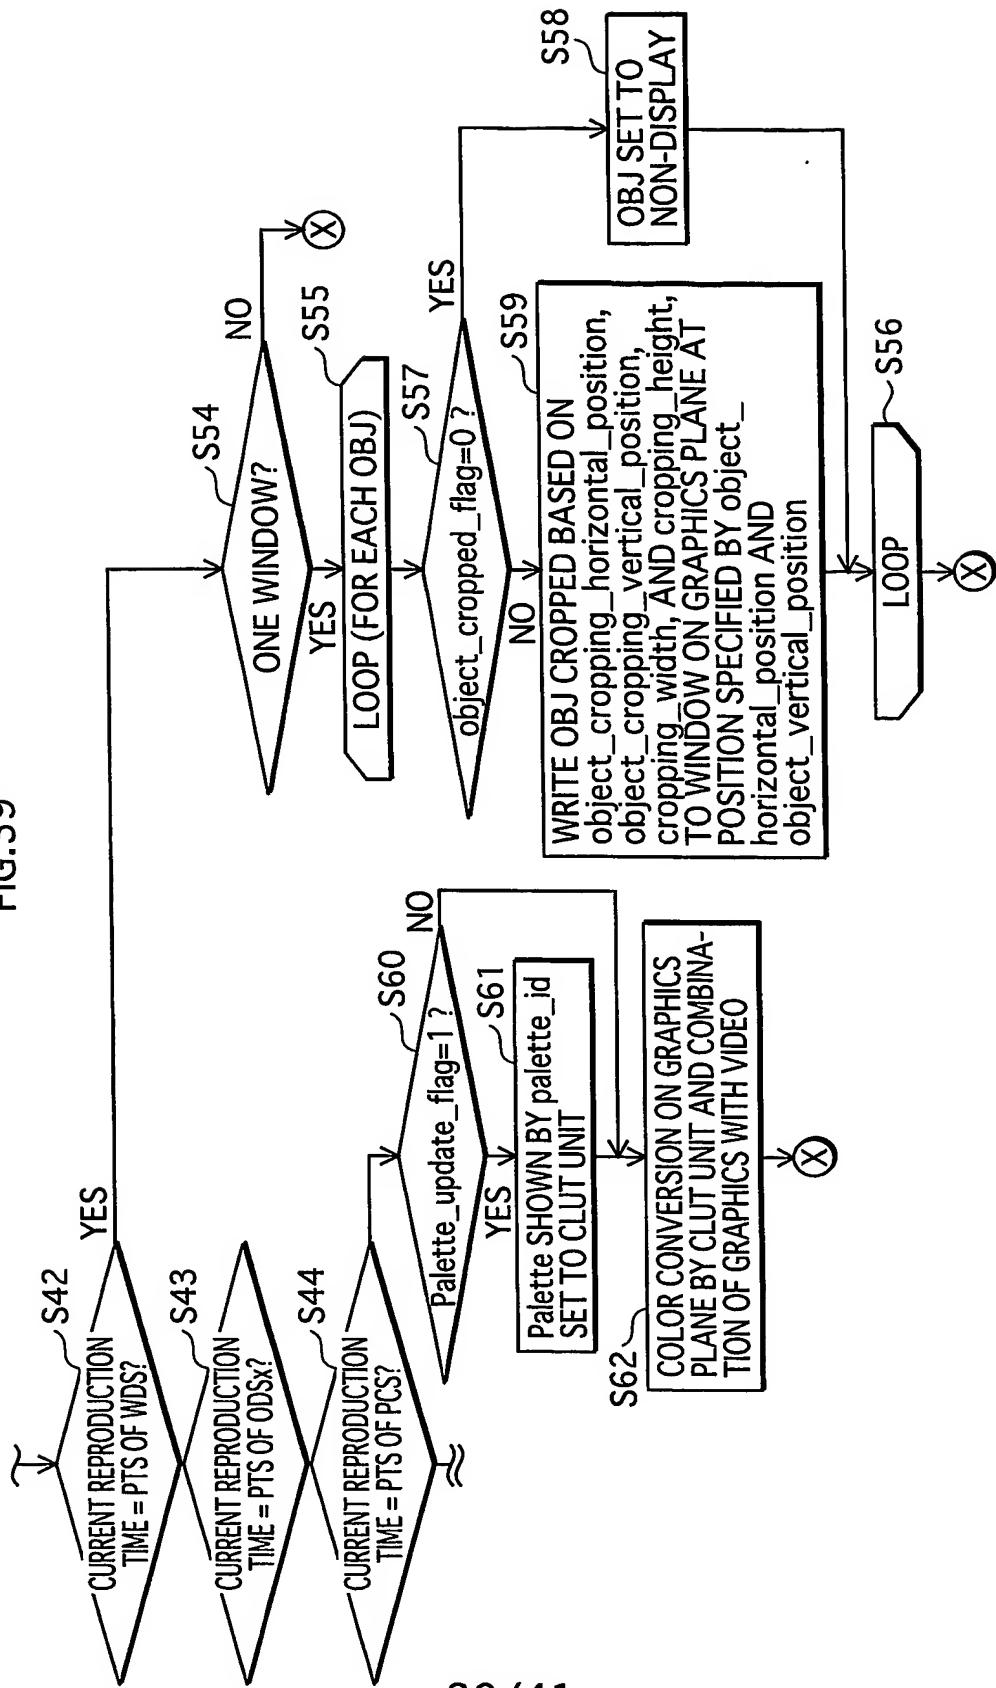 FIG.39
CURRENT REPRODUCTION
TIME = PTS OF WDS?
S42
YES
CURRENT REPRODUCTION
TIME = PTS OF ODSx?
S43
CURRENT REPRODUCTION
TIME = PTS OF PCS?
S44
Palette_update_flag=1 ?
S60
NO
YES
Palette SHOWN BY palette_id
SET TO CLUT UNIT
S61
S62
COLOR CONVERSION ON GRAPHICS
PLANE BY CLUT UNIT AND COMBINA-
TION OF GRAPHICS WITH VIDEO
X
ONE WINDOW?
S54
NO
X
YES
LOOP (FOR EACH OBJ)
S55
object_cropped_flag=0 ?
S57
YES
NO
WRITE OBJ CROPPED BASED ON
object_cropping_horizontal_position,
object_cropping_vertical_position,
cropping_width, AND cropping_height,
TO WINDOW ON GRAPHICS PLANE AT
POSITION SPECIFIED BY object_
horizontal_position AND
object_vertical_position
S59
OBJ SET TO
NON-DISPLAY
S58
LOOP
S56
X